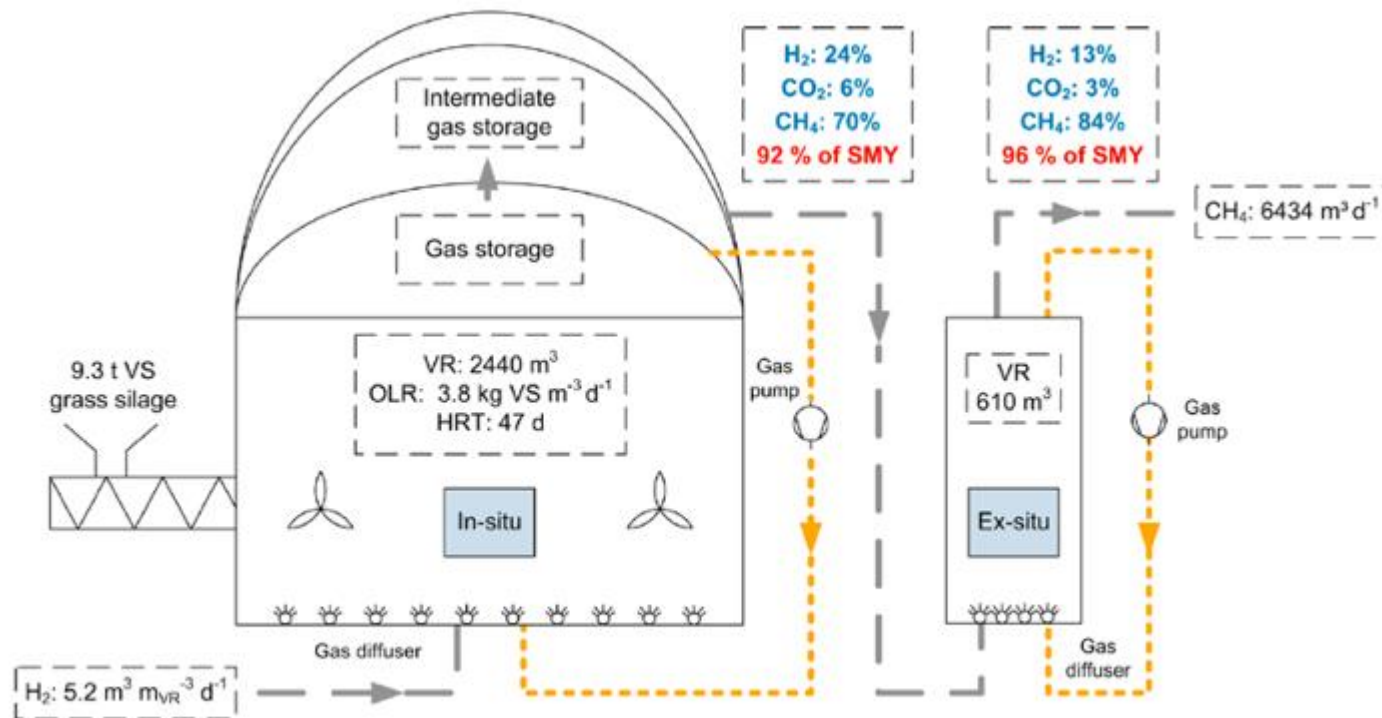 H₂: 24%
CO₂: 6%
CH₄: 70%
92 % of SMY
H₂: 13%
CO₂: 3%
CH₄: 84%
96 % of SMY
Intermediate
gas storage
Gas storage
CH₄: 6434 m³ d⁻¹
9.3 t VS
grass silage
VR: 2440 m³
OLR: 3.8 kg VS m⁻³ d⁻¹
HRT: 47 d
Gas
pump
VR
610 m³
Gas
pump
In-situ
Ex-situ
Gas diffuser
Gas
diffuser
H₂: 5.2 m³ m_VR⁻³ d⁻¹